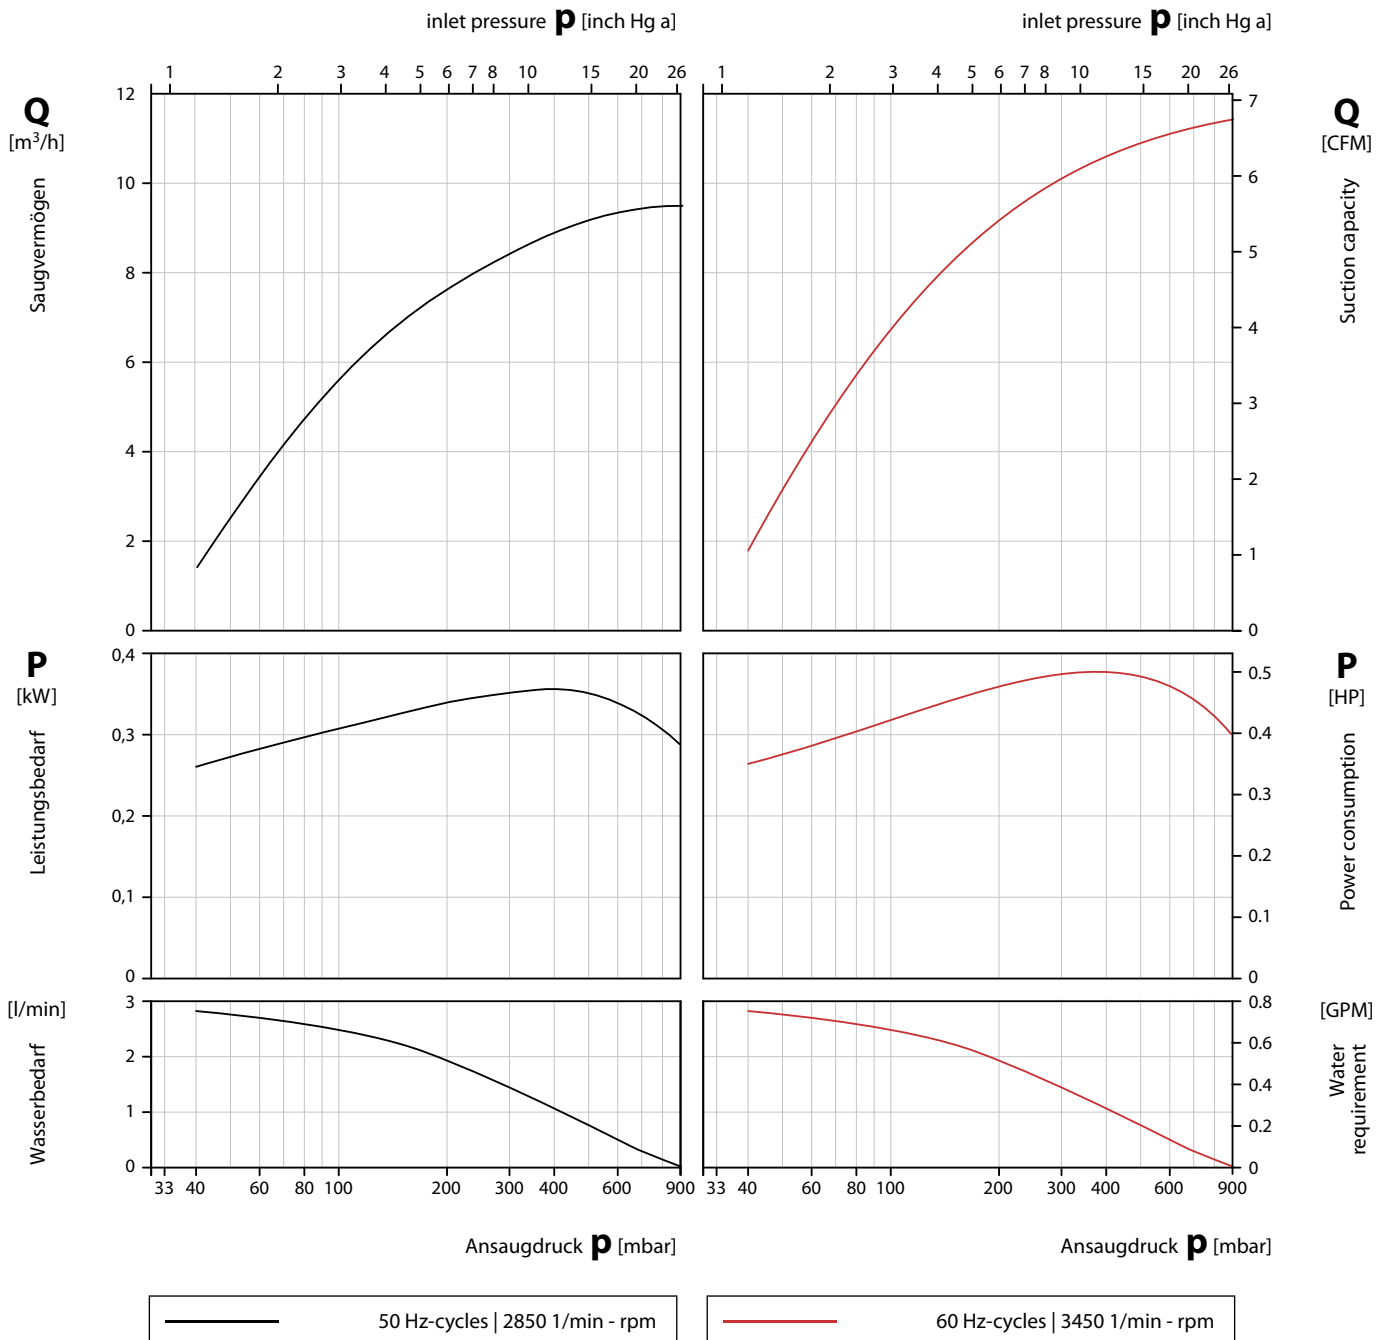 inlet pressure p [inch Hg a]
inlet pressure p [inch Hg a]
1 2 3 4 5 6 7 8 10 15 20 26
1 2 3 4 5 6 7 8 10 15 20 26
Q
[m³/h]
Saugvermögen
12
10
8
6
4
2
0
7
6
5
4
3
2
1
0
Q
[CFM]
Suction capacity
P
[kW]
Leistungsbedarf
0,4
0,3
0,2
0,1
0
0.5
0.4
0.3
0.2
0.1
0
P
[HP]
Power consumption
[l/min]
Wasserbedarf
3
2
1
0
0.8
0.6
0.4
0.2
0
[GPM]
Water
requirement
33 40 60 80 100 200 300 400 600 900
33 40 60 80 100 200 300 400 600 900
Ansaugdruck p [mbar]
Ansaugdruck p [mbar]
50 Hz-cycles | 2850 1/min - rpm
60 Hz-cycles | 3450 1/min - rpm